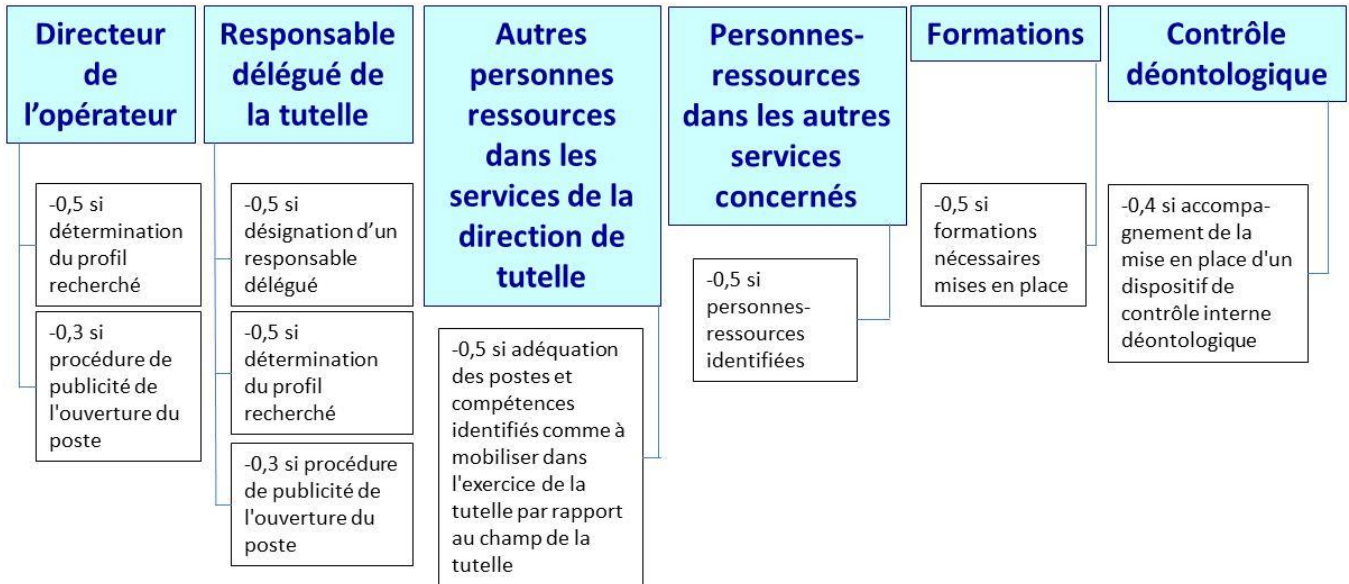 Directeur
de
l’opérateur
-0,5 si
détermination
du profil
recherché
-0,3 si
procédure de
publicité de
l'ouverture du
poste
Responsable
délégué de
la tutelle
-0,5 si
désignation d’un
responsable
délégué
-0,5 si
détermination
du profil
recherché
-0,3 si procédure
de publicité de
l'ouverture du
poste
Autres
personnes
ressources
dans les
services de la
direction de
tutelle
-0,5 si adéquation
des postes et
compétences
identifiés comme à
mobiliser dans
l'exercice de la
tutelle par rapport
au champ de la
tutelle
Personnes-
ressources
dans les autres
services
concernés
-0,5 si
personnes-
ressources
identifiées
Formations
-0,5 si
formations
nécessaires
mises en place
Contrôle
déontologique
-0,4 si accompa-
gnement de la
mise en place d'un
dispositif de
contrôle interne
déontologique